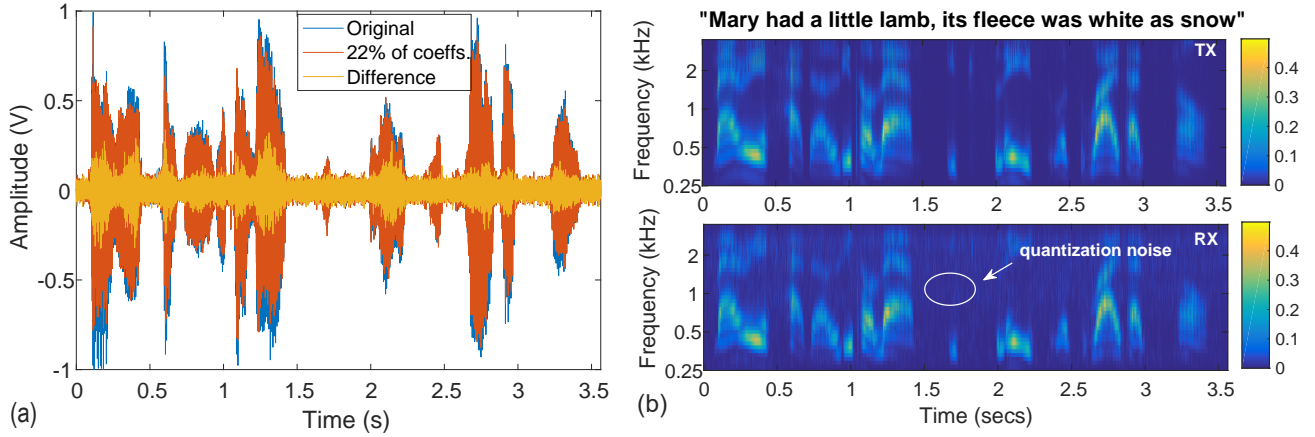 1
0.5
0
-0.5
-1
Amplitude (V)
Original
22% of coeffs.
Difference
0 0.5 1 1.5 2 2.5 3 3.5
Time (s)
(a)
"Mary had a little lamb, its fleece was white as snow"
TX
Frequency (kHz)
2
1
0.5
0.25
0 0.5 1 1.5 2 2.5 3 3.5
0.4
0.3
0.2
0.1
0
RX
quantization noise
Frequency (kHz)
2
1
0.5
0.25
0 0.5 1 1.5 2 2.5 3 3.5
Time (secs)
0.4
0.3
0.2
0.1
0
(b)